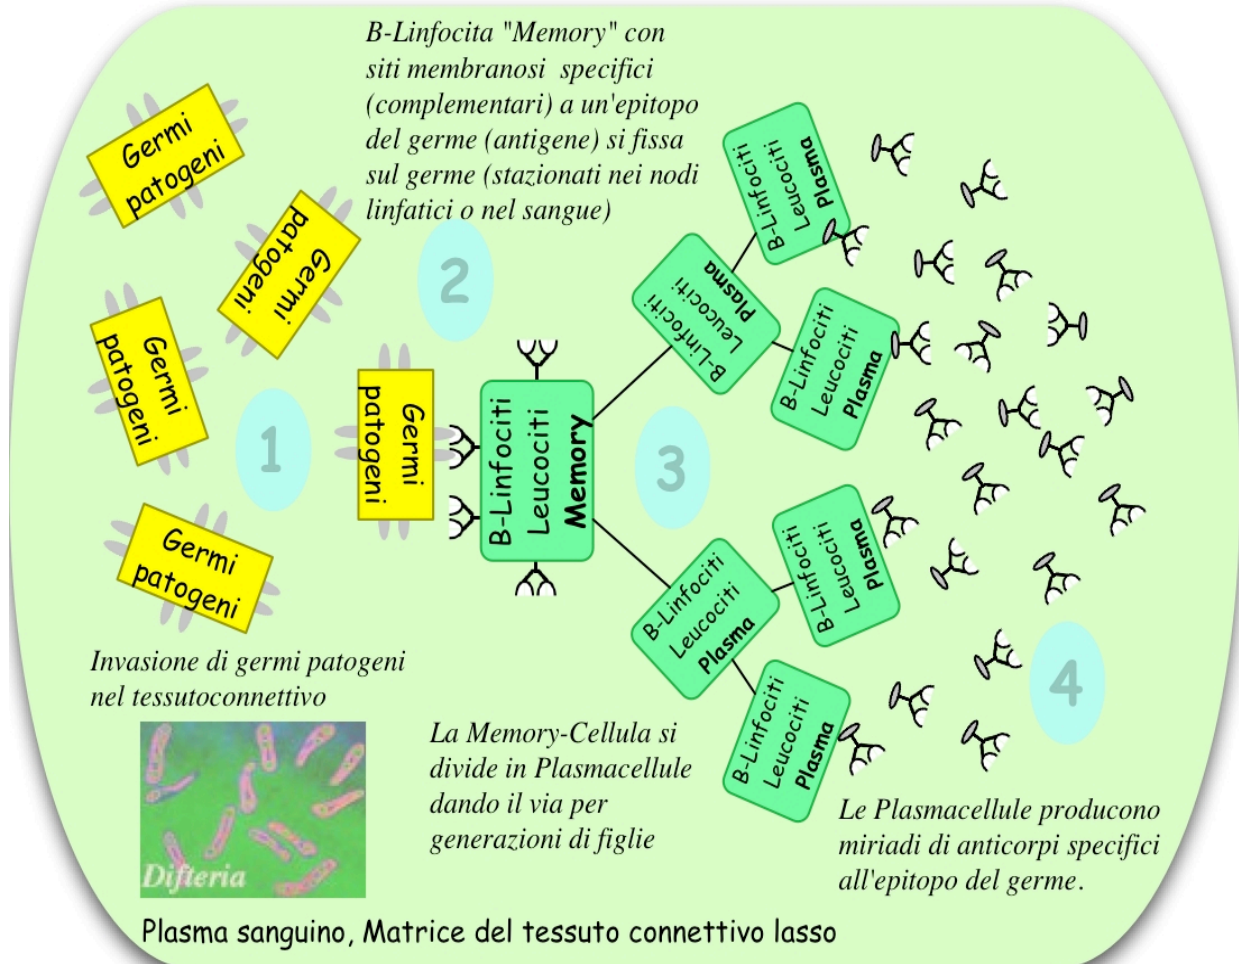 B-Linfocita "Memory" con
siti membranosi specifici
(complementari) a un'epitopo
del germe (antigene) si fissa
sul germe (stazionati nei nodi
linfatici o nel sangue)
Germi
patogeni
Germi
patogeni
Germi
patogeni
Germi
patogeni
Germi
patogeni
1
2
B-Linfociti
Leucociti
Memory
3
B-Linfociti
Leucociti
Plasma
B-Linfociti
Leucociti
Plasma
B-Linfociti
Leucociti
Plasma
B-Linfociti
Leucociti
Plasma
B-Linfociti
Leucociti
Plasma
B-Linfociti
Leucociti
Plasma
4
Invasione di germi patogeni
nel tessutoconnettivo
Difteria
La Memory-Cellula si
divide in Plasmacellule
dando il via per
generazioni di figlie
Le Plasmacellule producono
miriadi di anticorpi specifici
all'epitopo del germe.
Plasma sanguino, Matrice del tessuto connettivo lasso